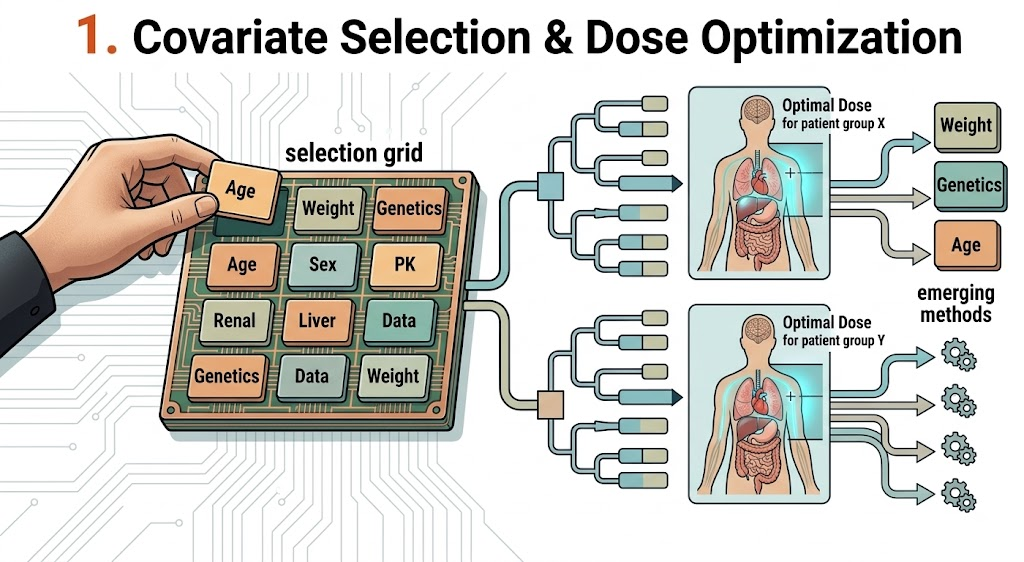 1. Covariate Selection & Dose Optimization
selection grid
Age
Weight
Genetics
Age
Sex
PK
Renal
Liver
Data
Genetics
Data
Weight
Optimal Dose
for patient group X
Weight
Genetics
Age
Optimal Dose
for patient group Y
emerging
methods